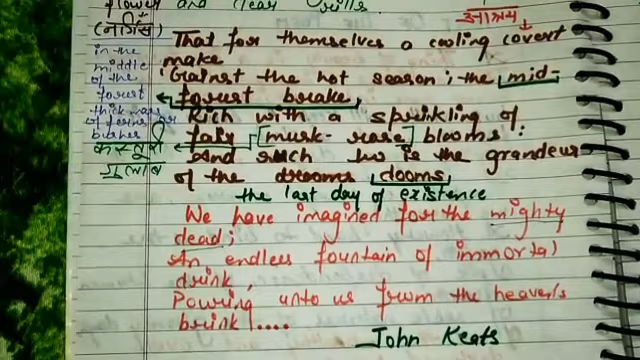 flower and clear rills
आश्रय
(नर्गिस)
That for themselves a cooling covert
make
'Gainst the hot season; the mid-
forest brake,
in the
middle
of the
forest
thick mass
of ferns or
bushes
Rich with a sprinkling of
fair musk-rose blooms:
कस्तूरी
गुलाब
And such too is the grandeur
of the dooms
the last day of existence
We have imagined for the mighty
dead;
An endless fountain of immortal
drink,
Pouring unto us from the heaven's
brink....
John Keats